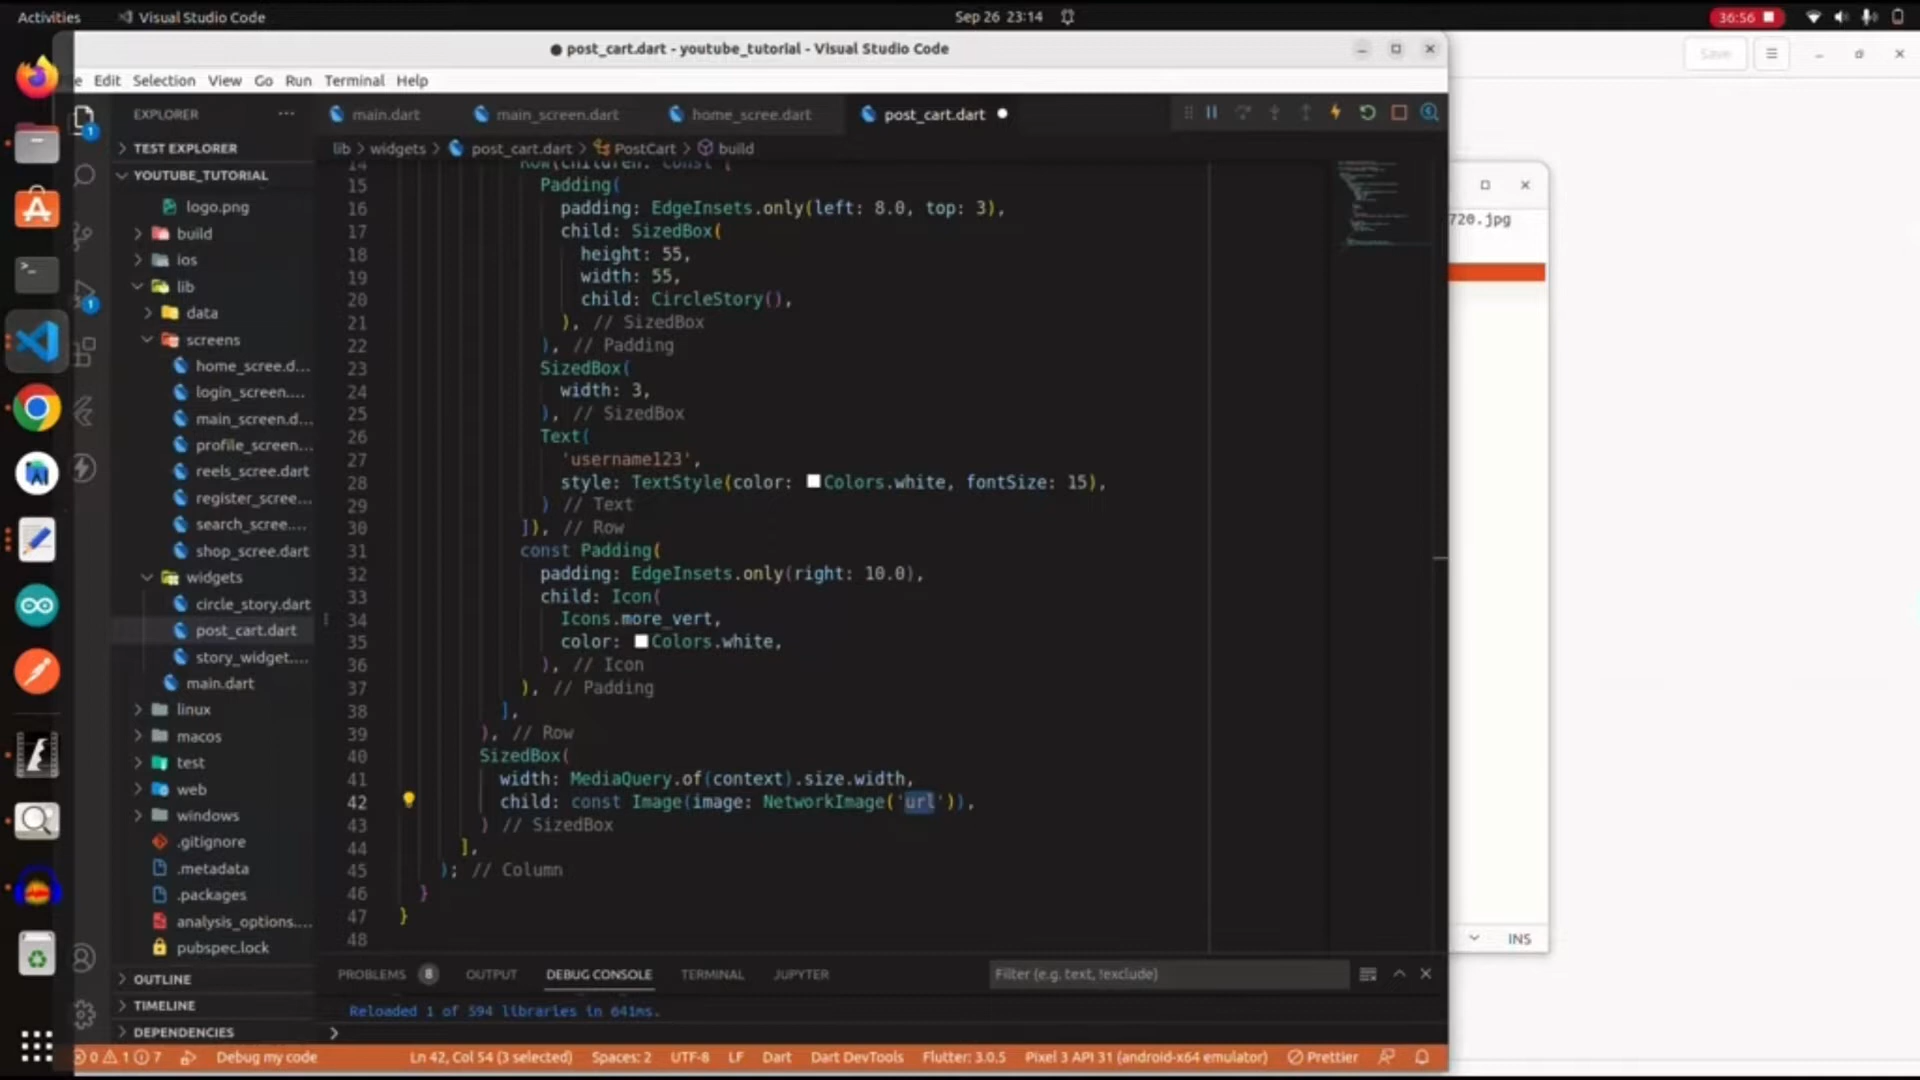 Activities
Visual Studio Code
Sep 26 23:14
36:56
post_cart.dart - youtube_tutorial - Visual Studio Code
Save
Edit Selection View Go Run Terminal Help
EXPLORER
main.dart
main_screen.dart
home_scree.dart
post_cart.dart
TEST EXPLORER
lib > widgets > post_cart.dart > PostCart > build
YOUTUBE_TUTORIAL
logo.png
build
ios
lib
data
screens
home_scree.d...
login_screen....
main_screen.d...
profile_screen...
reels_scree.dart
register_scree...
search_scree....
shop_scree.dart
widgets
circle_story.dart
post_cart.dart
story_widget....
main.dart
linux
macos
test
web
windows
.gitignore
.metadata
.packages
analysis_options....
pubspec.lock
OUTLINE
TIMELINE
DEPENDENCIES
14 Row(children: const [
15 Padding(
16 padding: EdgeInsets.only(left: 8.0, top: 3),
17 child: SizedBox(
18 height: 55,
19 width: 55,
20 child: CircleStory(),
21 ), // SizedBox
22 ), // Padding
23 SizedBox(
24 width: 3,
25 ), // SizedBox
26 Text(
27 'username123',
28 style: TextStyle(color: Colors.white, fontSize: 15),
29 ) // Text
30 ]), // Row
31 const Padding(
32 padding: EdgeInsets.only(right: 10.0),
33 child: Icon(
34 Icons.more_vert,
35 color: Colors.white,
36 ), // Icon
37 ), // Padding
38 ],
39 ), // Row
40 SizedBox(
41 width: MediaQuery.of(context).size.width,
42 child: const Image(image: NetworkImage('url')),
43 ) // SizedBox
44 ],
45 ); // Column
46 }
47 }
48
720.jpg
INS
PROBLEMS 8 OUTPUT DEBUG CONSOLE TERMINAL JUPYTER
Filter (e.g. text, !exclude)
Reloaded 1 of 594 libraries in 641ms.
>
0 1 7 Debug my code Ln 42, Col 54 (3 selected) Spaces: 2 UTF-8 LF Dart Dart DevTools Flutter: 3.0.5 Pixel 3 API 31 (android-x64 emulator) Prettier